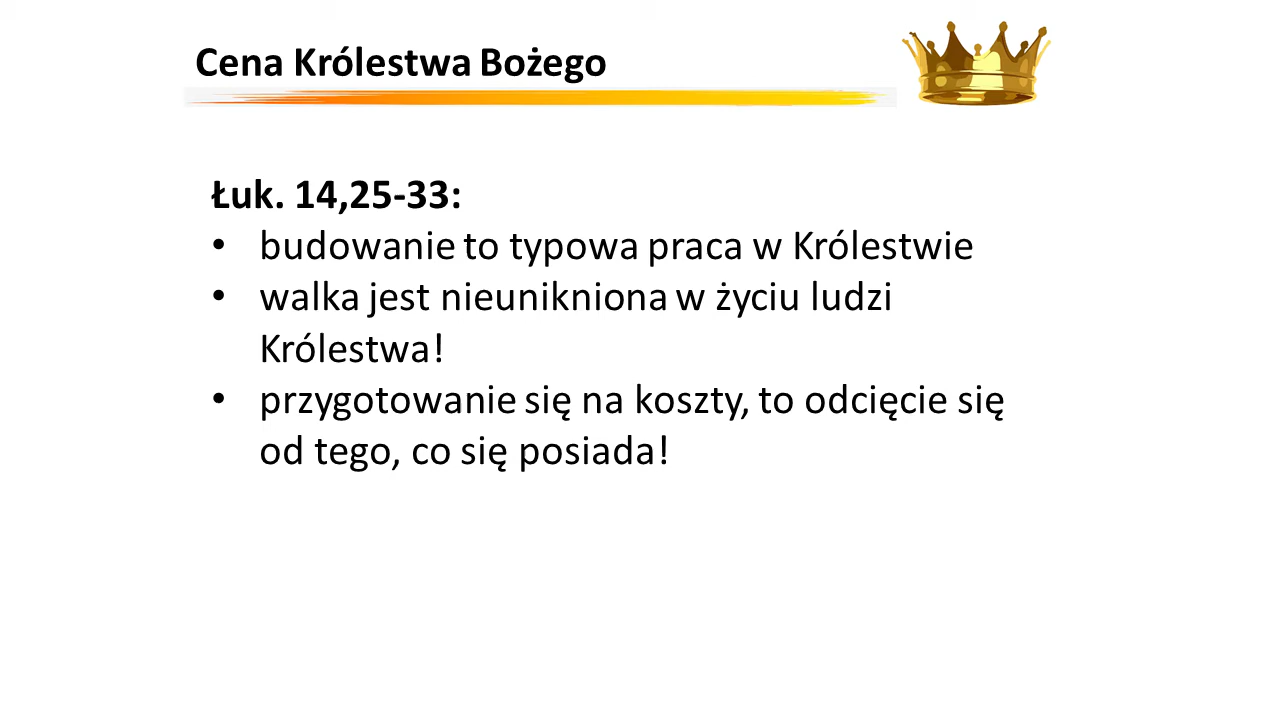 Cena Królestwa Bożego
Łuk. 14,25-33:
• budowanie to typowa praca w Królestwie
• walka jest nieunikniona w życiu ludzi
Królestwa!
• przygotowanie się na koszty, to odcięcie się
od tego, co się posiada!